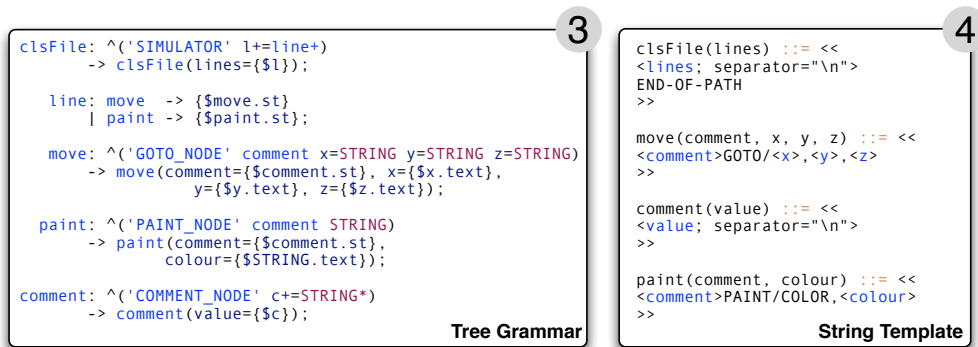 3
clsFile: ^('SIMULATOR' l+=line+)
-> clsFile(lines={$l});
line: move -> {$move.st}
| paint -> {$paint.st};
move: ^('GOTO_NODE' comment x=STRING y=STRING z=STRING)
-> move(comment={$comment.st}, x={$x.text},
y={$y.text}, z={$z.text});
paint: ^('PAINT_NODE' comment STRING)
-> paint(comment={$comment.st},
colour={$STRING.text});
comment: ^('COMMENT_NODE' c+=STRING*)
-> comment(value={$c});
Tree Grammar
4
clsFile(lines) ::= <<
<lines; separator="\n">
END-OF-PATH
>>
move(comment, x, y, z) ::= <<
<comment>GOTO/<x>,<y>,<z>
>>
comment(value) ::= <<
<value; separator="\n">
>>
paint(comment, colour) ::= <<
<comment>PAINT/COLOR,<colour>
>>
String Template